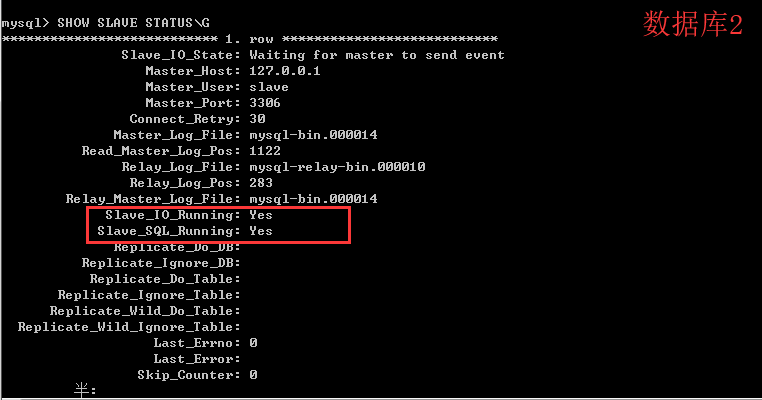 数据库2
mysql> SHOW SLAVE STATUS\G
*************************** 1. row ***************************
Slave_IO_State: Waiting for master to send event
Master_Host: 127.0.0.1
Master_User: slave
Master_Port: 3306
Connect_Retry: 30
Master_Log_File: mysql-bin.000014
Read_Master_Log_Pos: 1122
Relay_Log_File: mysql-relay-bin.000010
Relay_Log_Pos: 283
Relay_Master_Log_File: mysql-bin.000014
Slave_IO_Running: Yes
Slave_SQL_Running: Yes
Replicate_Do_DB:
Replicate_Ignore_DB:
Replicate_Do_Table:
Replicate_Ignore_Table:
Replicate_Wild_Do_Table:
Replicate_Wild_Ignore_Table:
Last_Errno: 0
Last_Error:
Skip_Counter: 0
半: